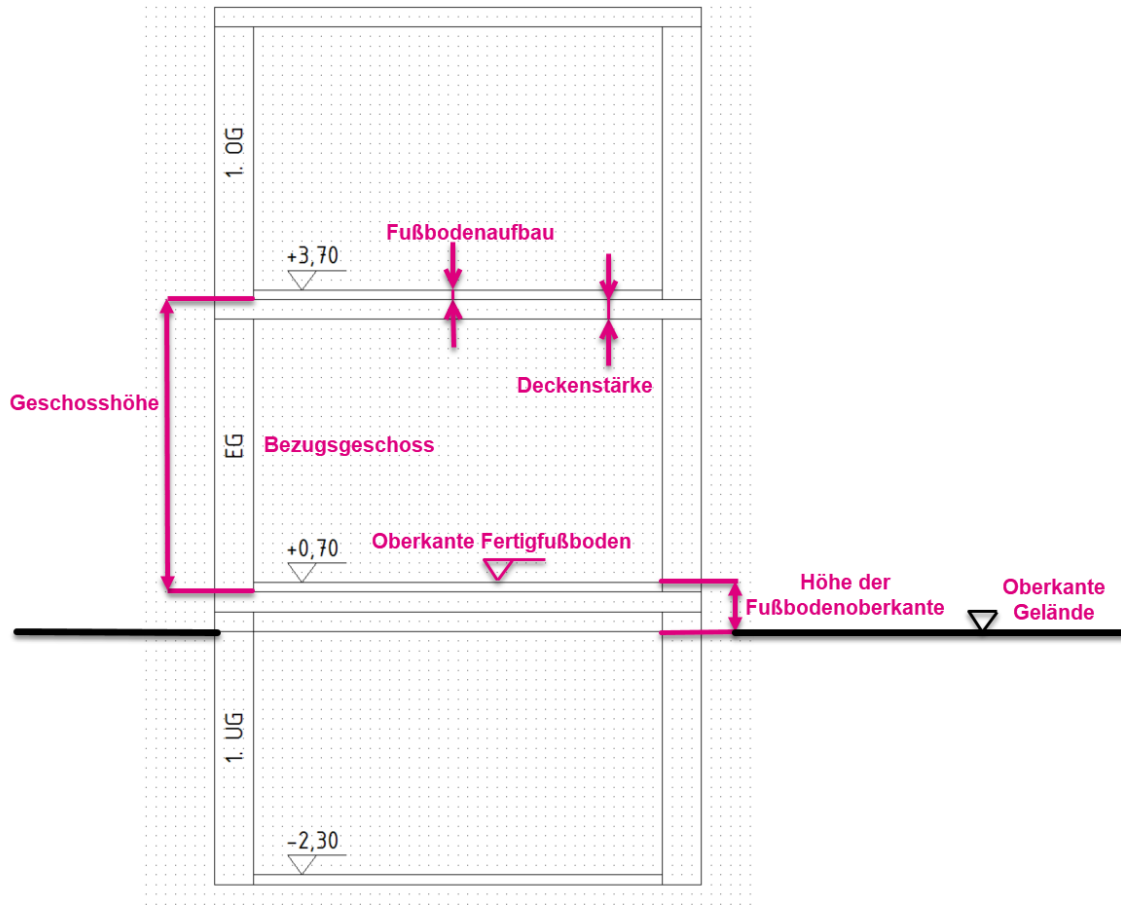 1. OG
Fußbodenaufbau
+3,70
Deckenstärke
Geschosshöhe
EG
Bezugsgeschoss
Oberkante Fertigfußboden
+0,70
Höhe der
Fußbodenoberkante
Oberkante
Gelände
1. UG
-2,30